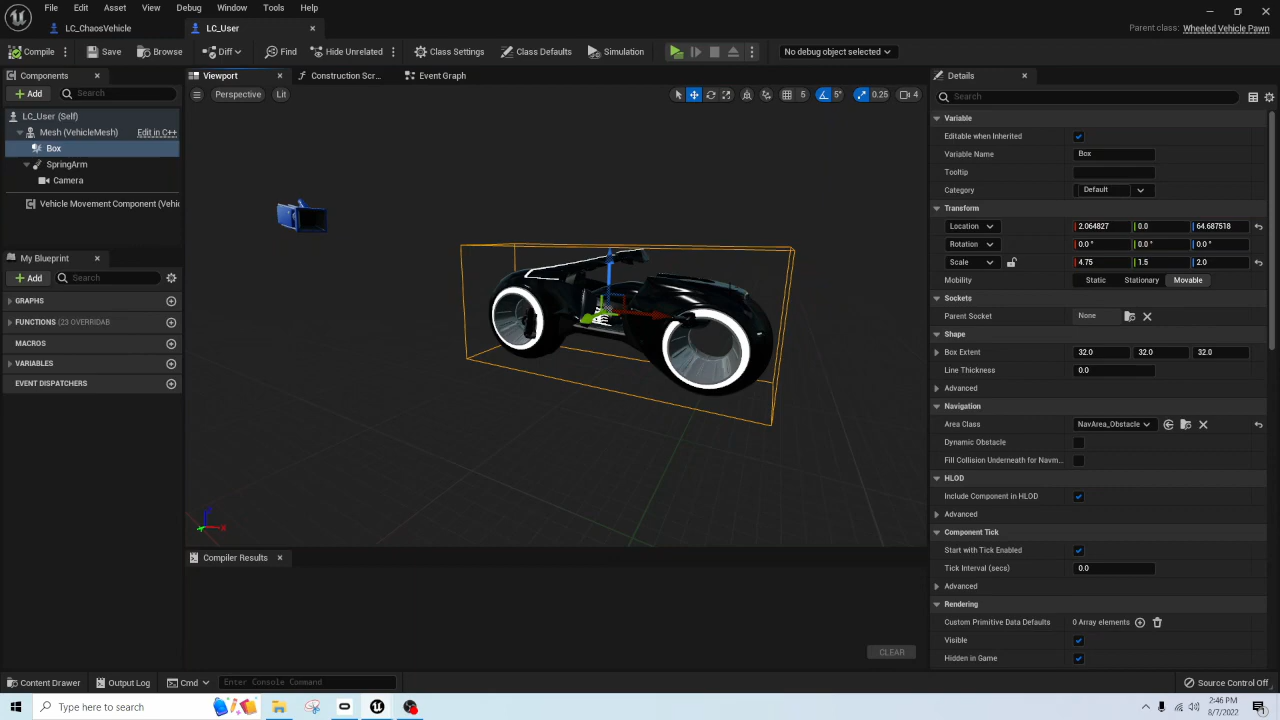 File Edit Asset View Debug Window Tools Help
LC_ChaosVehicle LC_User Parent class: Wheeled Vehicle Pawn
Compile Save Browse Diff Find Hide Unrelated Class Settings Class Defaults Simulation No debug object selected
Components Viewport Construction Scr... Event Graph Details
Add Search Perspective Lit 5 5° 0.25 4 Search
LC_User (Self) Variable
Mesh (VehicleMesh) Edit in C++ Editable when Inherited
Box Variable Name Box
SpringArm Tooltip
Camera Category Default
Vehicle Movement Component (Vehic Transform
Location 2.064827 0.0 64.687518
Rotation 0.0 ° 0.0 ° 0.0 °
My Blueprint Scale 4.75 1.5 2.0
Add Search Mobility Static Stationary Movable
GRAPHS Sockets
FUNCTIONS (23 OVERRIDAB Parent Socket None
MACROS Shape
VARIABLES Box Extent 32.0 32.0 32.0
EVENT DISPATCHERS Line Thickness 0.0
Advanced
Navigation
Area Class NavArea_Obstacle
Dynamic Obstacle
Fill Collision Underneath for Navm...
HLOD
Include Component in HLOD
Advanced
Component Tick
Start with Tick Enabled
Compiler Results Tick Interval (secs) 0.0
Advanced
Rendering
Custom Primitive Data Defaults 0 Array elements
Visible
CLEAR Hidden in Game
Content Drawer Output Log Cmd Enter Console Command Source Control Off
Type here to search 2:46 PM
8/7/2022